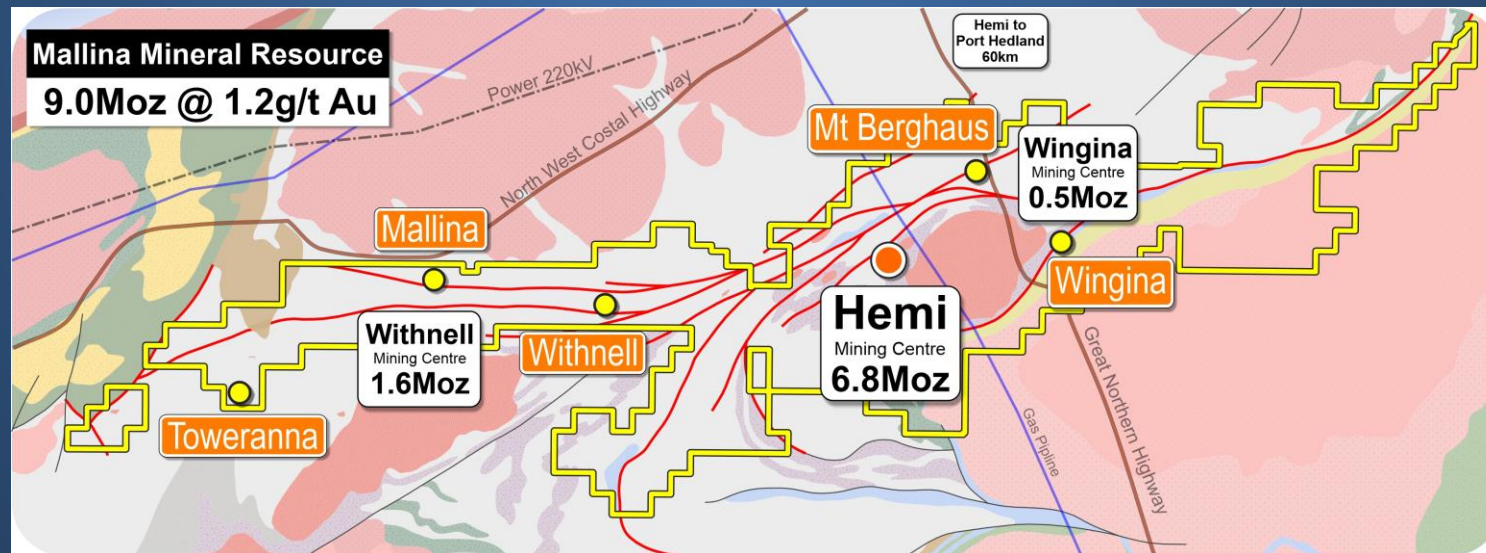 Mallina Mineral Resource
9.0Moz @ 1.2g/t Au
Power 220kV
North West Costal Highway
Hemi to
Port Hedland
60km
Mt Berghaus
Wingina
Mining Centre
0.5Moz
Mallina
Wingina
Hemi
Mining Centre
6.8Moz
Withnell
Mining Centre
1.6Moz
Withnell
Toweranna
Gas Pipline
Great Northern Highway